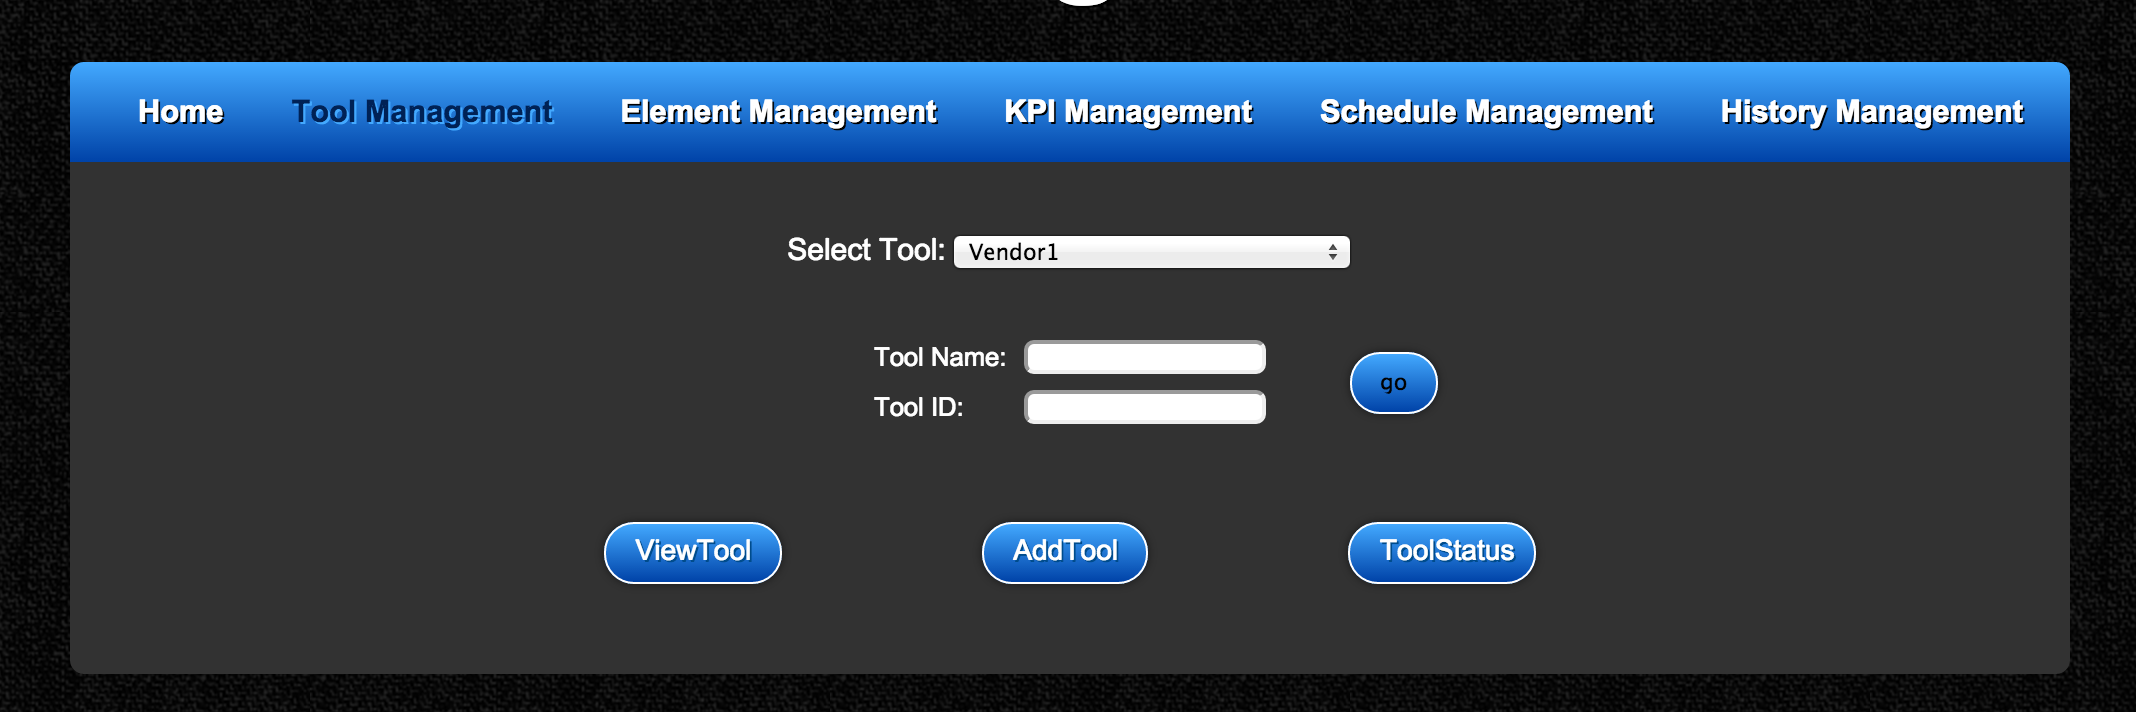 Home Tool Management Element Management KPI Management Schedule Management History Management
Select Tool: Vendor1
Tool Name:
go
Tool ID:
ViewTool AddTool ToolStatus